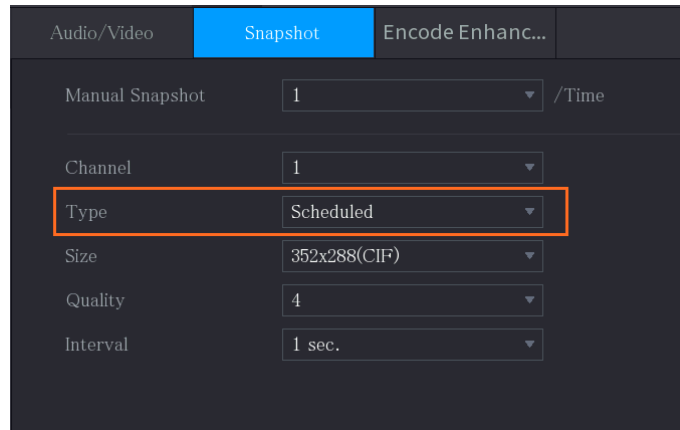 Audio/Video Snapshot Encode Enhanc...
Manual Snapshot 1 /Time
Channel 1
Type Scheduled
Size 352x288(CIF)
Quality 4
Interval 1 sec.